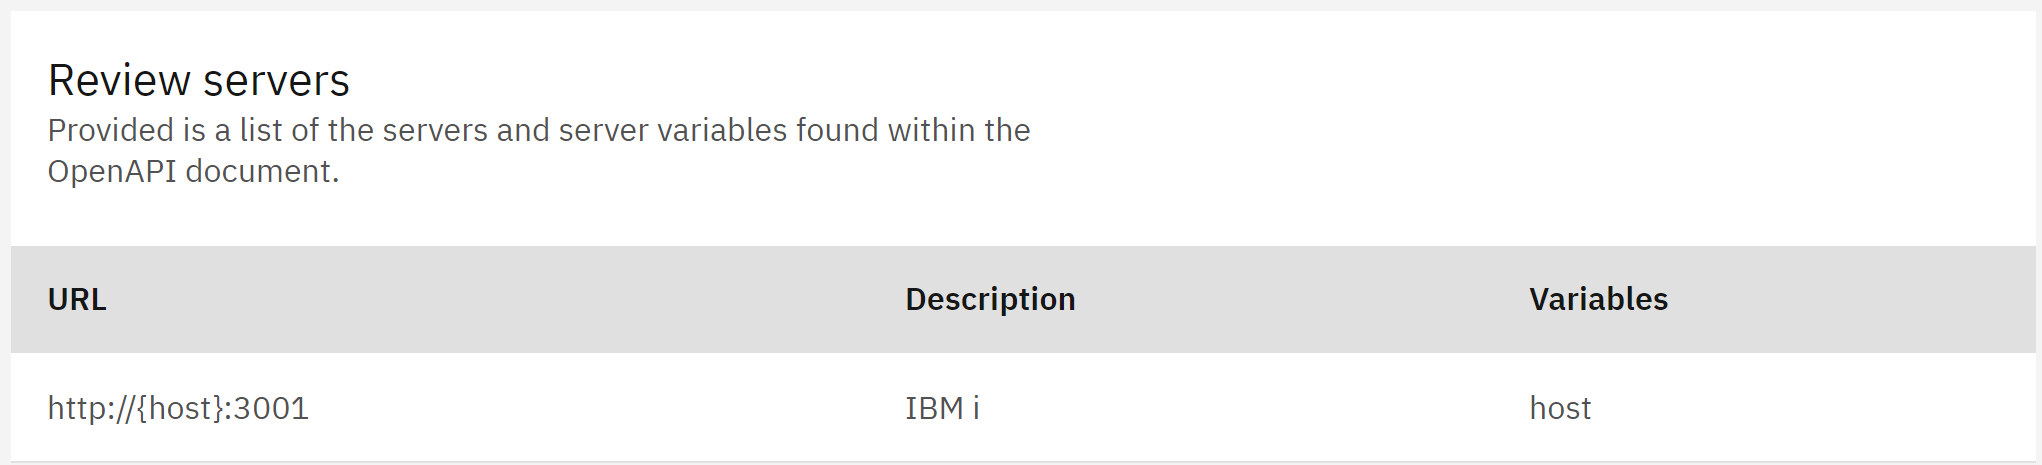 Review servers
Provided is a list of the servers and server variables found within the
OpenAPI document.
URL Description Variables
http://{host}:3001 IBM i host